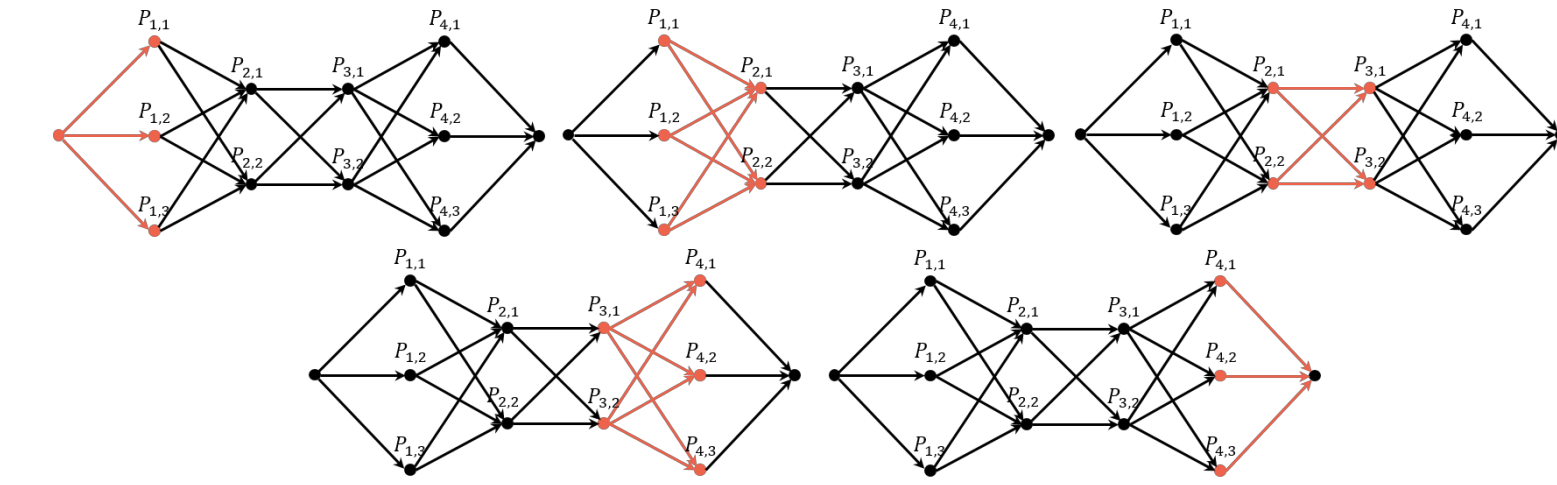 P1,1 P4,1 P1,1 P4,1 P1,1 P4,1
P2,1 P3,1 P2,1 P3,1 P2,1 P3,1
P1,2 P4,2 P1,2 P4,2 P1,2 P4,2
P2,2 P3,2 P2,2 P3,2 P2,2 P3,2
P1,3 P4,3 P1,3 P4,3 P1,3 P4,3
P1,1 P4,1 P1,1 P4,1
P2,1 P3,1 P2,1 P3,1
P1,2 P4,2 P1,2 P4,2
P2,2 P3,2 P2,2 P3,2
P1,3 P4,3 P1,3 P4,3